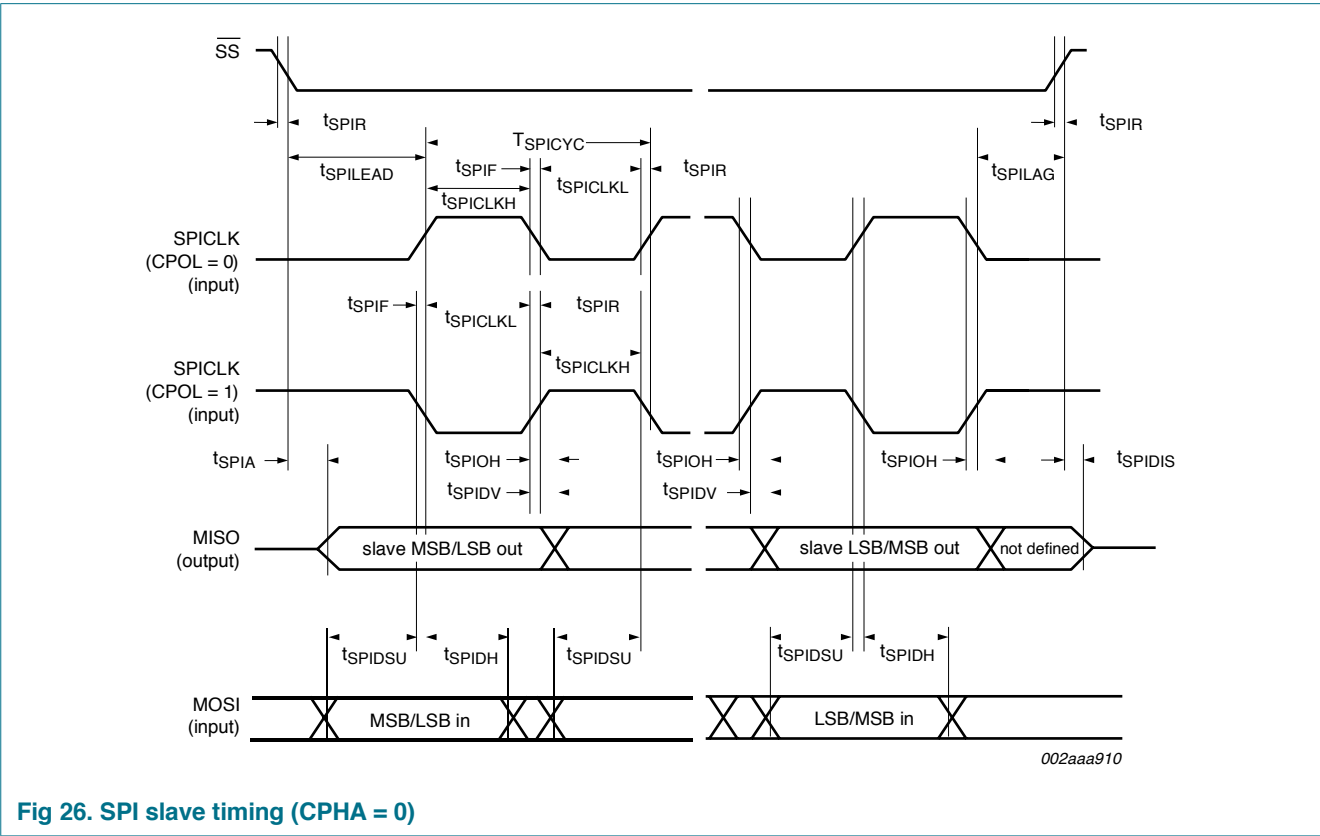 SS
tSPIR
TSPICYC
tSPIR
tSPILEAD
tSPIF
tSPICLKL
tSPIR
tSPILAG
tSPICLKH
SPICLK
(CPOL = 0)
(input)
tSPIF
tSPICLKL
tSPIR
tSPICLKH
SPICLK
(CPOL = 1)
(input)
tSPIA
tSPIOH
tSPIOH
tSPIOH
tSPIDIS
tSPIDV
tSPIDV
MISO
(output)
slave MSB/LSB out
slave LSB/MSB out
not defined
tSPIDSU
tSPIDH
tSPIDSU
tSPIDSU
tSPIDH
MOSI
(input)
MSB/LSB in
LSB/MSB in
002aaa910
Fig 26. SPI slave timing (CPHA = 0)